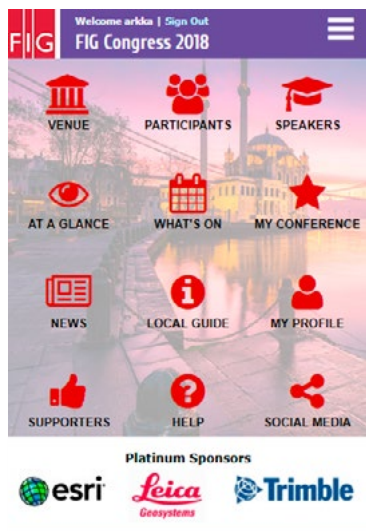 FIG
Welcome arkka | Sign Out
FIG Congress 2018
VENUE PARTICIPANTS SPEAKERS
AT A GLANCE WHAT'S ON MY CONFERENCE
NEWS LOCAL GUIDE MY PROFILE
SUPPORTERS HELP SOCIAL MEDIA
Platinum Sponsors
esri Leica Trimble
Geosystems